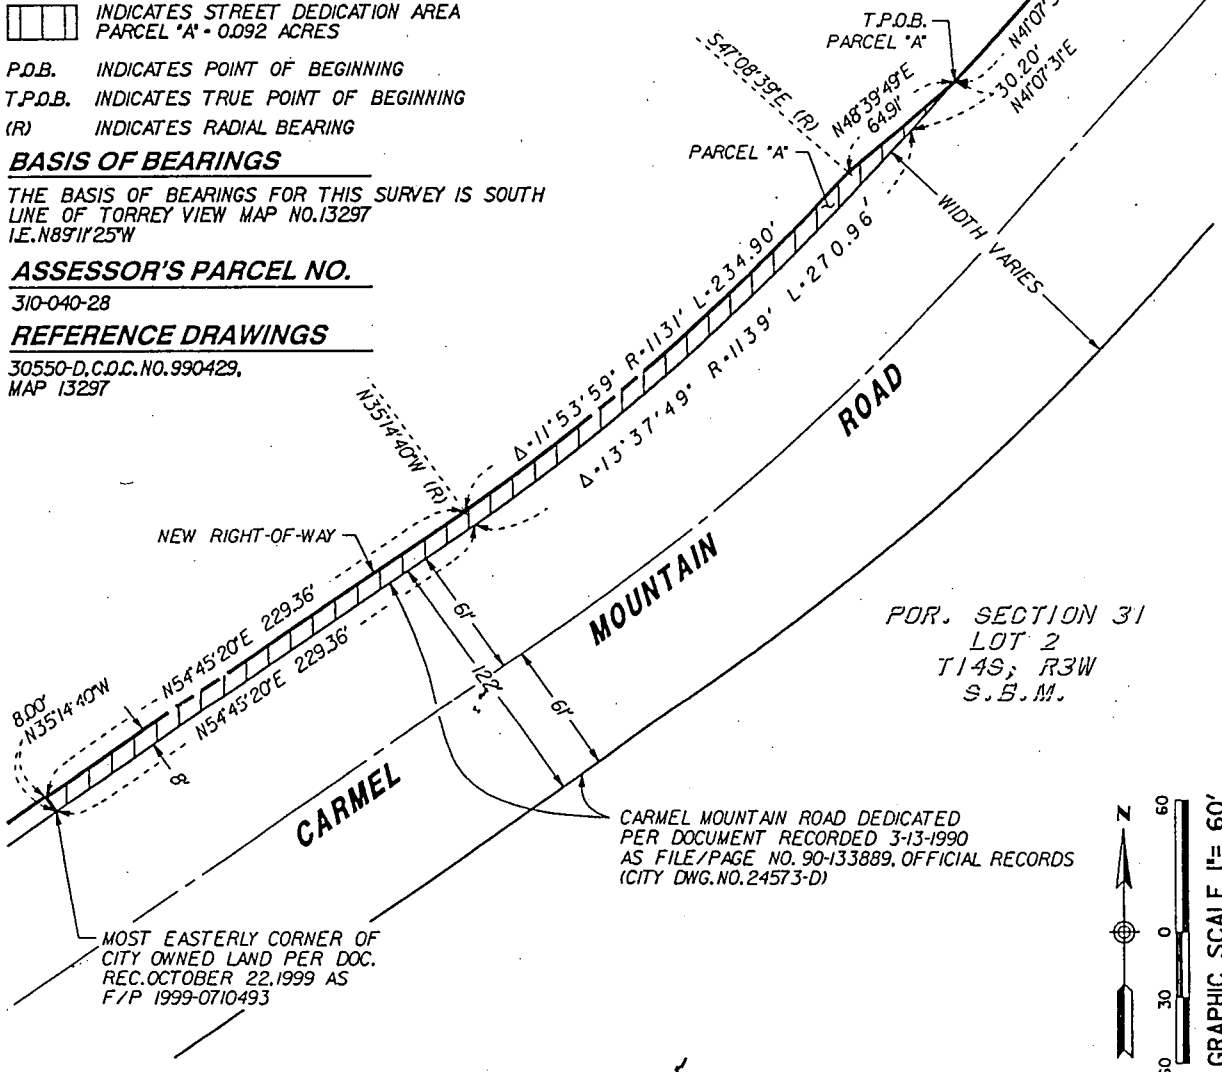 INDICATES STREET DEDICATION AREA
PARCEL "A" - 0.092 ACRES
P.O.B. INDICATES POINT OF BEGINNING
T.P.O.B. INDICATES TRUE POINT OF BEGINNING
(R) INDICATES RADIAL BEARING
BASIS OF BEARINGS
THE BASIS OF BEARINGS FOR THIS SURVEY IS SOUTH
LINE OF TORREY VIEW MAP NO. 13297
I.E. N89°11'25"W
ASSESSOR'S PARCEL NO.
310-040-28
REFERENCE DRAWINGS
30550-D, C.O.C. NO. 990429,
MAP 13297
T.P.O.B.
PARCEL "A"
N41°07'3
30.20'
N41°07'31"E
S47°08'39"E (R)
N48°39'49"E
64.91'
PARCEL "A"
WIDTH VARIES
Δ=11°53'59" R=1131' L=234.90'
Δ=13°37'49" R=1139' L=270.96'
N35°14'40"W (R)
NEW RIGHT-OF-WAY
N54°45'20"E 229.36'
N54°45'20"E 229.36'
8.00'
N35°14'40"W
8'
61'
122'
61'
CARMEL MOUNTAIN ROAD
POR. SECTION 31
LOT 2
T14S; R3W
S.B.M.
CARMEL MOUNTAIN ROAD DEDICATED
PER DOCUMENT RECORDED 3-13-1990
AS FILE/PAGE NO. 90-133889, OFFICIAL RECORDS
(CITY DWG. NO. 24573-D)
MOST EASTERLY CORNER OF
CITY OWNED LAND PER DOC.
REC. OCTOBER 22, 1999 AS
F/P 1999-0710493
N
60 0 30 60
GRAPHIC SCALE 1"= 60'